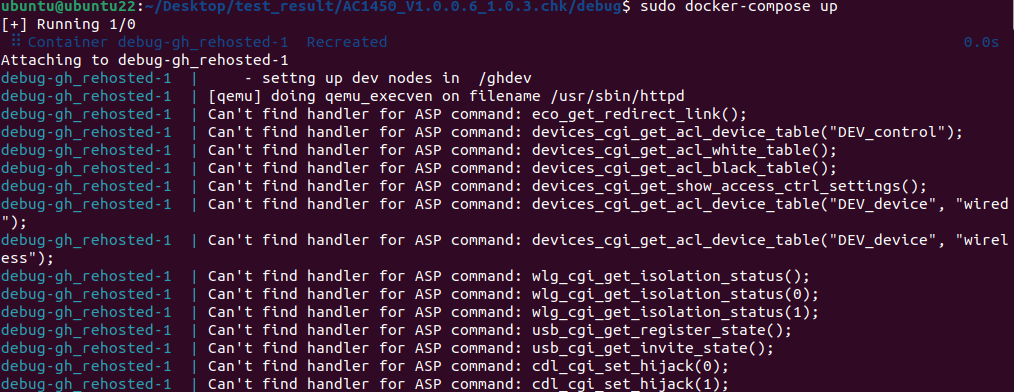 ubuntu@ubuntu22:~/Desktop/test_result/AC1450_V1.0.0.6_1.0.3.chk/debug$ sudo docker-compose up
[+] Running 1/0
⠿ Container debug-gh_rehosted-1  Recreated 0.0s
Attaching to debug-gh_rehosted-1
debug-gh_rehosted-1  |     - settng up dev nodes in  /ghdev
debug-gh_rehosted-1  | [qemu] doing qemu_execven on filename /usr/sbin/httpd
debug-gh_rehosted-1  | Can't find handler for ASP command: eco_get_redirect_link();
debug-gh_rehosted-1  | Can't find handler for ASP command: devices_cgi_get_acl_device_table("DEV_control");
debug-gh_rehosted-1  | Can't find handler for ASP command: devices_cgi_get_acl_white_table();
debug-gh_rehosted-1  | Can't find handler for ASP command: devices_cgi_get_acl_black_table();
debug-gh_rehosted-1  | Can't find handler for ASP command: devices_cgi_get_show_access_ctrl_settings();
debug-gh_rehosted-1  | Can't find handler for ASP command: devices_cgi_get_acl_device_table("DEV_device", "wired
");
debug-gh_rehosted-1  | Can't find handler for ASP command: devices_cgi_get_acl_device_table("DEV_device", "wirel
ess");
debug-gh_rehosted-1  | Can't find handler for ASP command: wlg_cgi_get_isolation_status();
debug-gh_rehosted-1  | Can't find handler for ASP command: wlg_cgi_get_isolation_status(0);
debug-gh_rehosted-1  | Can't find handler for ASP command: wlg_cgi_get_isolation_status(1);
debug-gh_rehosted-1  | Can't find handler for ASP command: usb_cgi_get_register_state();
debug-gh_rehosted-1  | Can't find handler for ASP command: usb_cgi_get_invite_state();
debug-gh_rehosted-1  | Can't find handler for ASP command: cdl_cgi_set_hijack(0);
debug-gh_rehosted-1  | Can't find handler for ASP command: cdl_cgi_set_hijack(1);